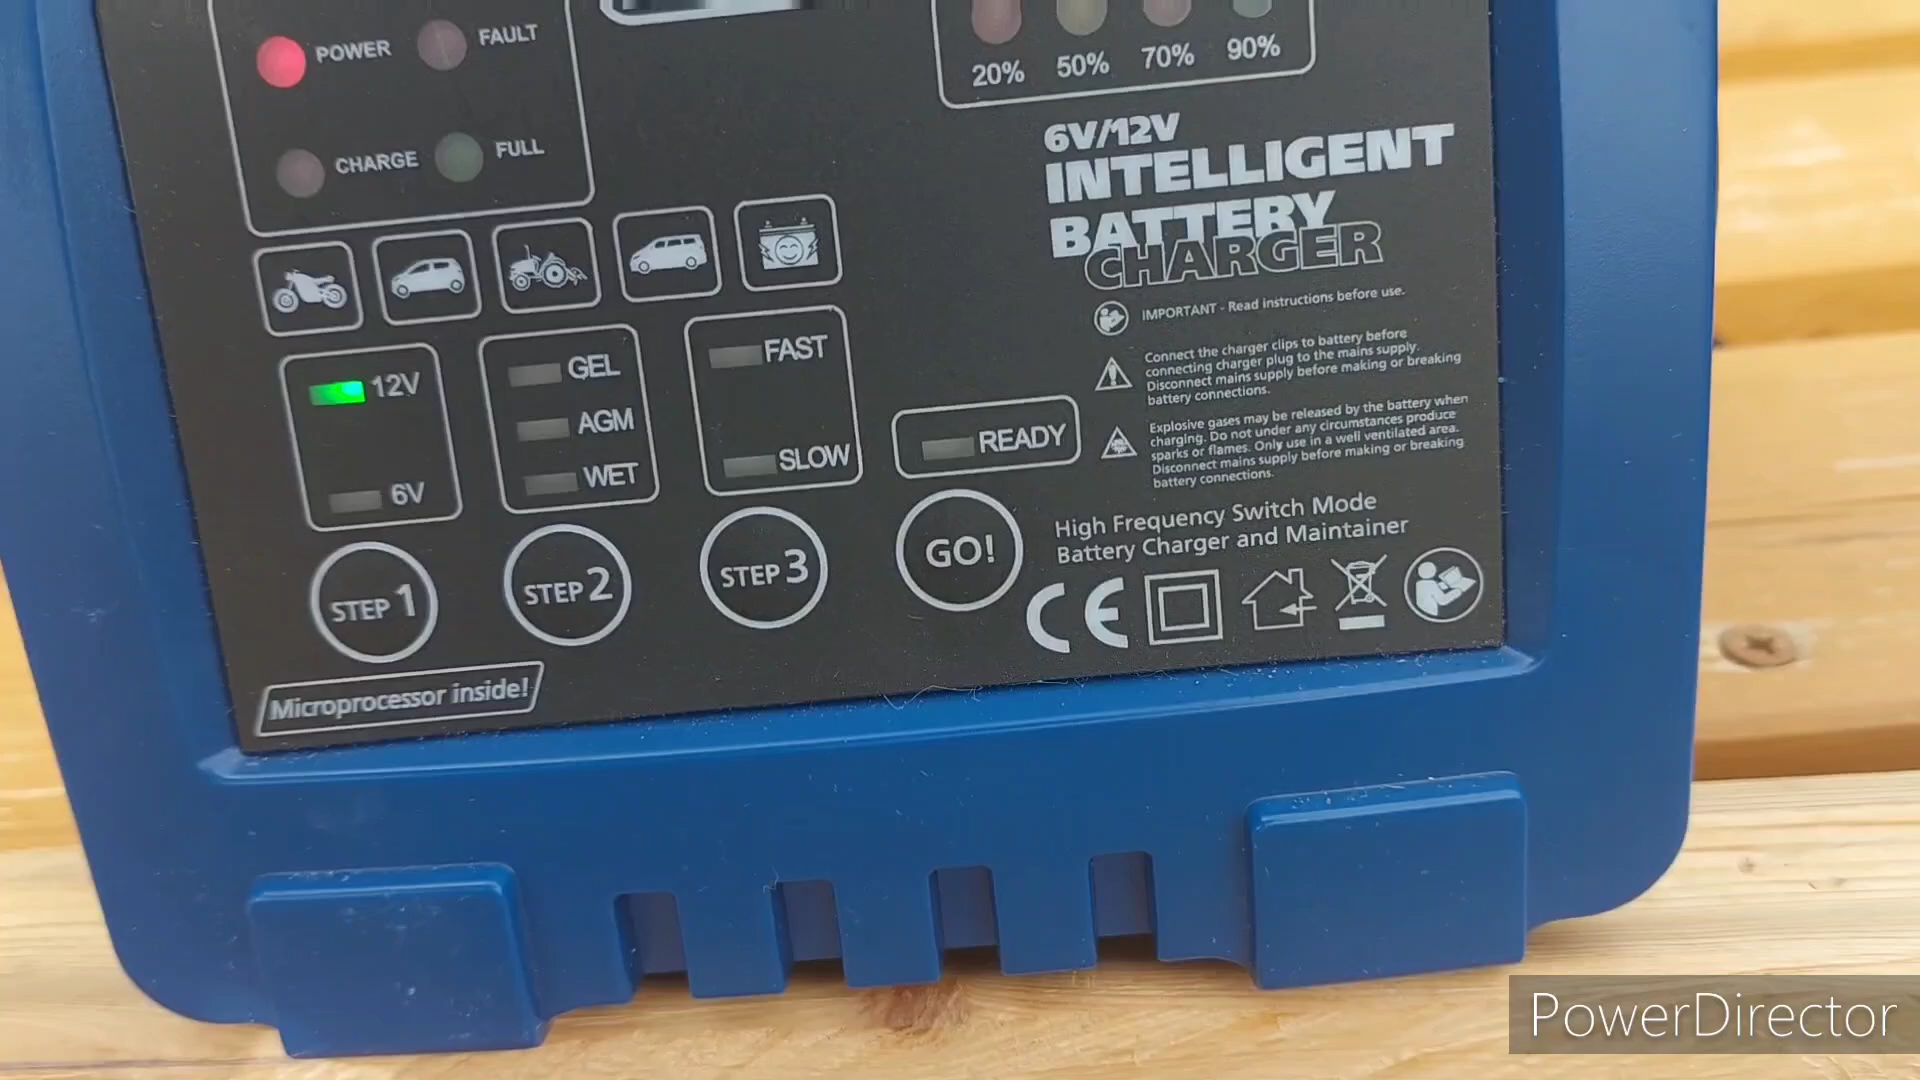 POWER
FAULT
CHARGE
FULL
20%
50%
70%
90%
6V/12V
INTELLIGENT
BATTERY
CHARGER
IMPORTANT - Read instructions before use.
Connect the charger clips to battery before
connecting charger plug to the mains supply.
Disconnect mains supply before making or breaking
battery connections.
Explosive gases may be released by the battery when
charging. Do not under any circumstances produce
sparks or flames. Only use in a well ventilated area.
Disconnect mains supply before making or breaking
battery connections.
12V
6V
GEL
AGM
WET
FAST
SLOW
READY
STEP 1
STEP 2
STEP 3
GO!
High Frequency Switch Mode
Battery Charger and Maintainer
CE
Microprocessor inside!
PowerDirector